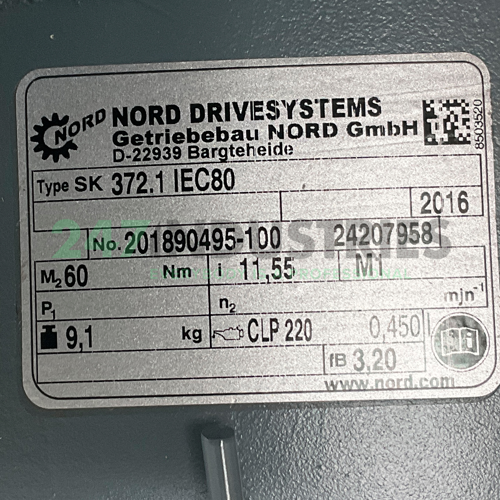 NORD
NORD DRIVESYSTEMS
Getriebebau NORD GmbH
D-22939 Bargteheide
8503520
Type SK 372.1 IEC80
2016
No. 201890495-100 24207958
M2 60 Nm i 11,55 M1
P1 n2 min-1
9,1 kg CLP 220 0,450 l
fB 3,20
www.nord.com